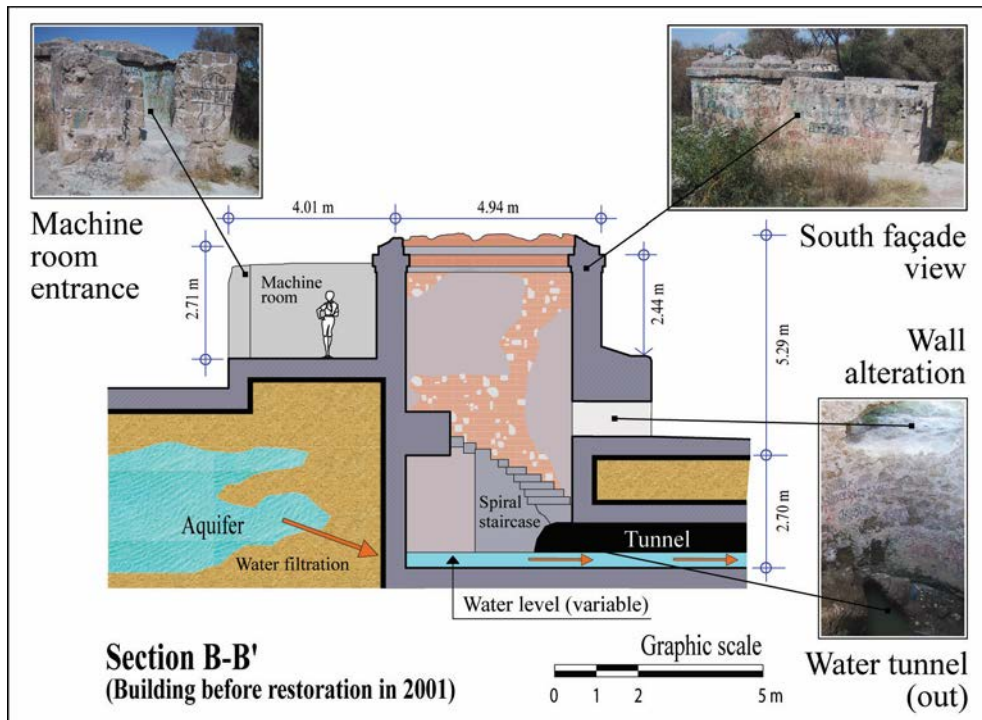 4.01 m
4.94 m
Machine
room
entrance
South façade
view
2.71 m
Machine
room
2.44 m
5.29 m
Wall
alteration
Aquifer
Water filtration
Spiral
staircase
Tunnel
2.70 m
Water level (variable)
Section B-B'
(Building before restoration in 2001)
Graphic scale
0 1 2 5 m
Water tunnel
(out)